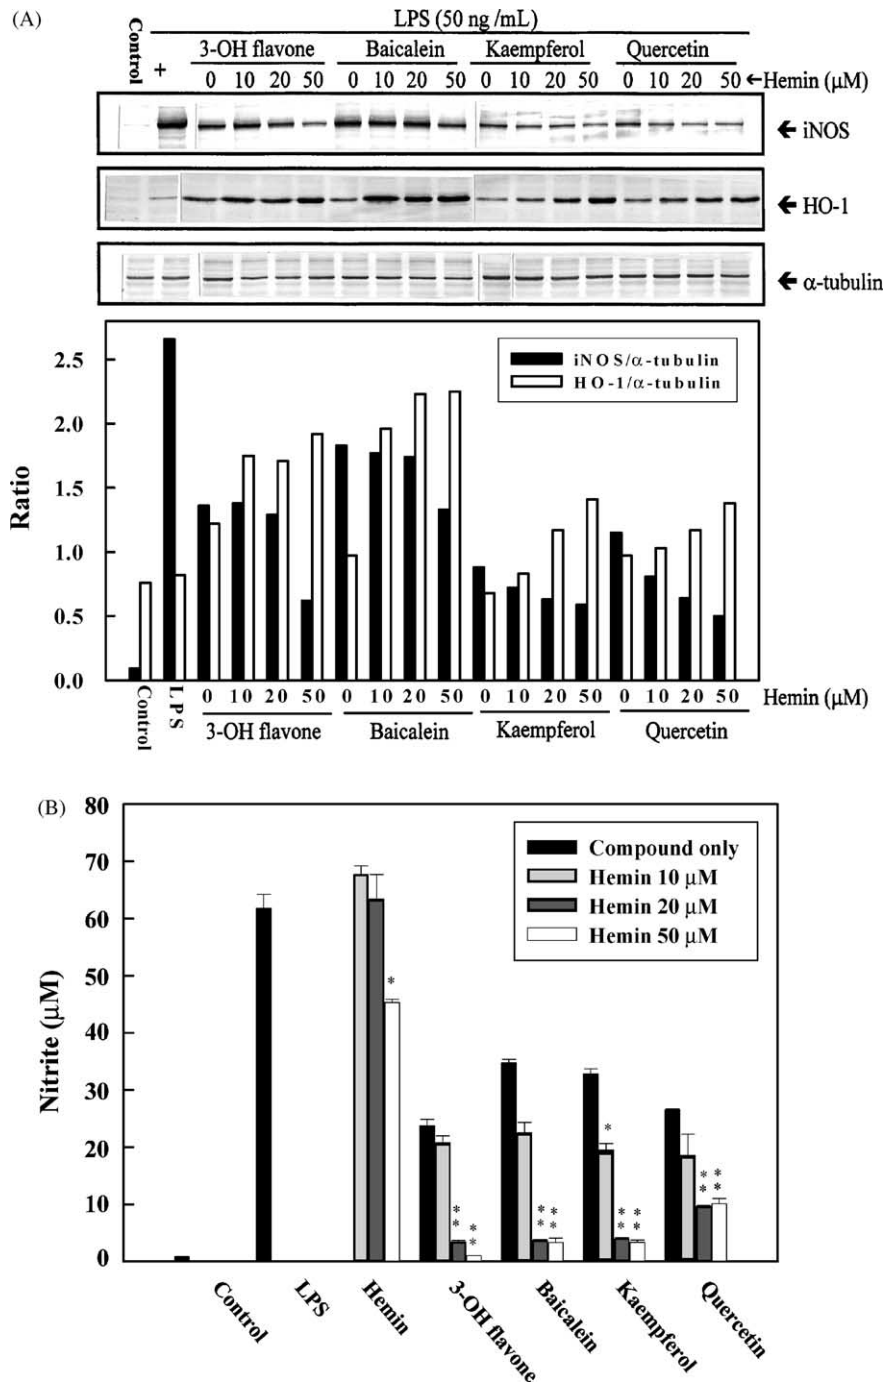 (A)
LPS (50 ng /mL)
Control
+
3-OH flavone Baicalein Kaempferol Quercetin
0 10 20 50 0 10 20 50 0 10 20 50 0 10 20 50 ←Hemin (μM)
← iNOS
← HO-1
← α-tubulin
Ratio
2.5
2.0
1.5
1.0
0.5
0.0
iNOS/α-tubulin
HO-1/α-tubulin
Control
LPS
0 10 20 50 0 10 20 50 0 10 20 50 0 10 20 50 Hemin (μM)
3-OH flavone Baicalein Kaempferol Quercetin
(B)
Nitrite (μM)
80
70
60
50
40
30
20
10
0
Compound only
Hemin 10 μM
Hemin 20 μM
Hemin 50 μM
*
** **
** **
* ** **
** **
Control
LPS
Hemin
3-OH flavone
Baicalein
Kaempferol
Quercetin